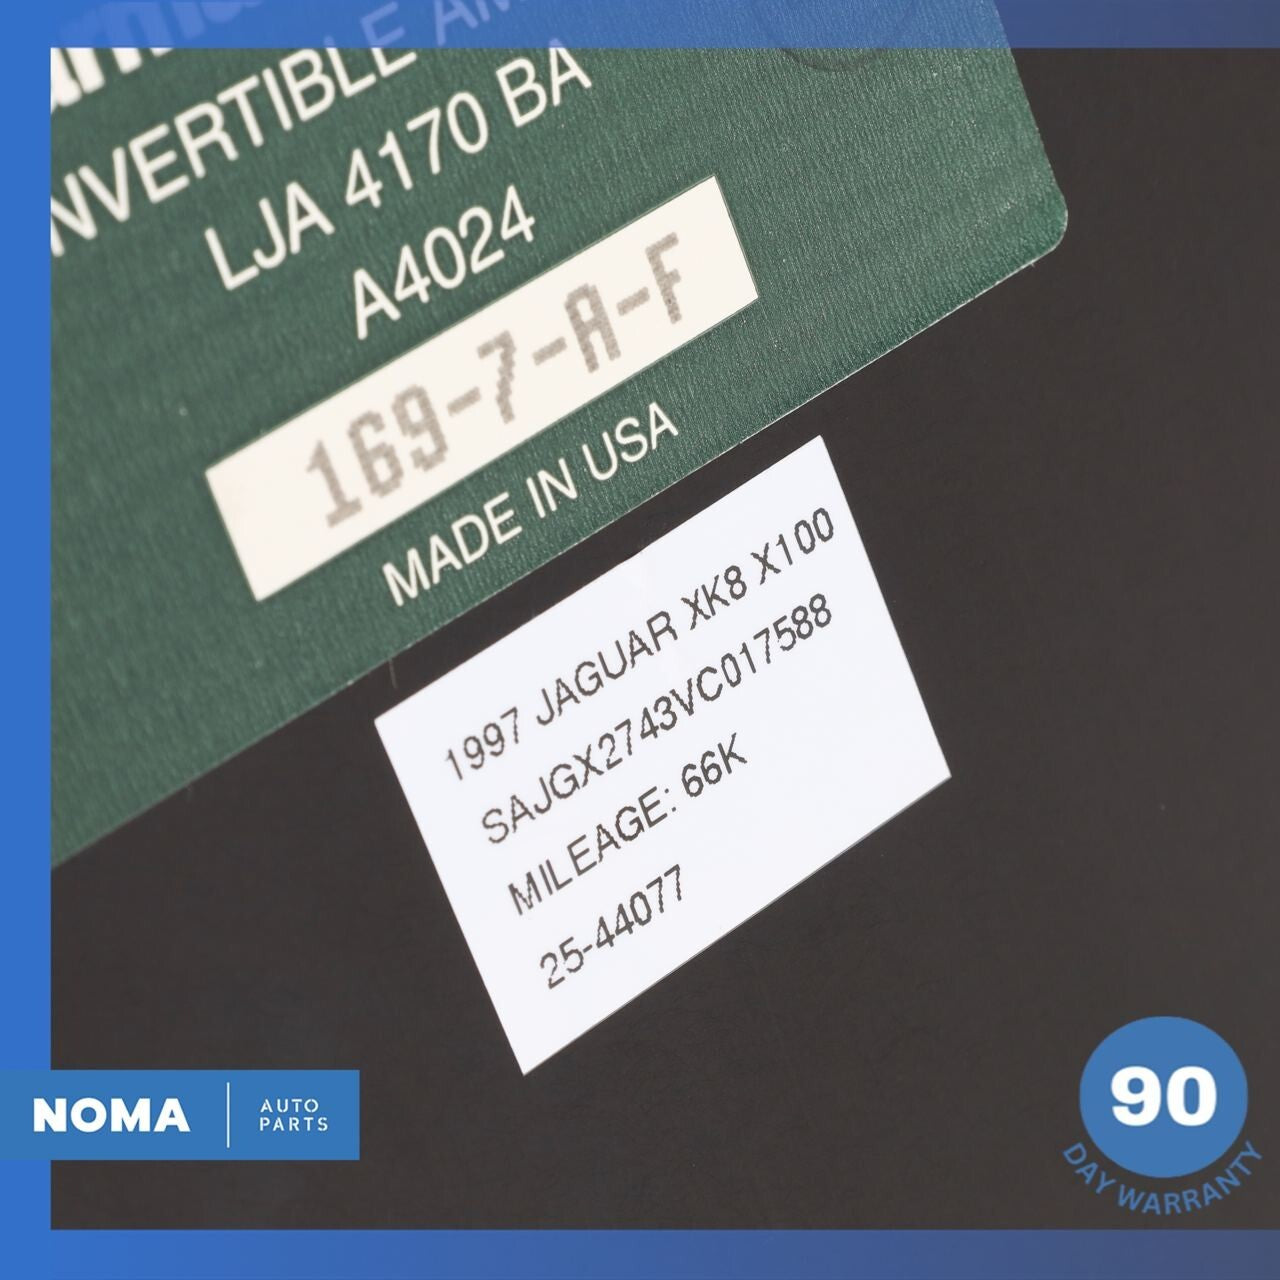 NVERTIBLE AM
LJA 4170 BA
A4024
169-7-A-F
MADE IN USA
1997 JAGUAR XK8 X100
SAJGX2743VC017588
MILEAGE: 66K
25-44077
NOMA
AUTO
PARTS
90
DAY WARRANTY